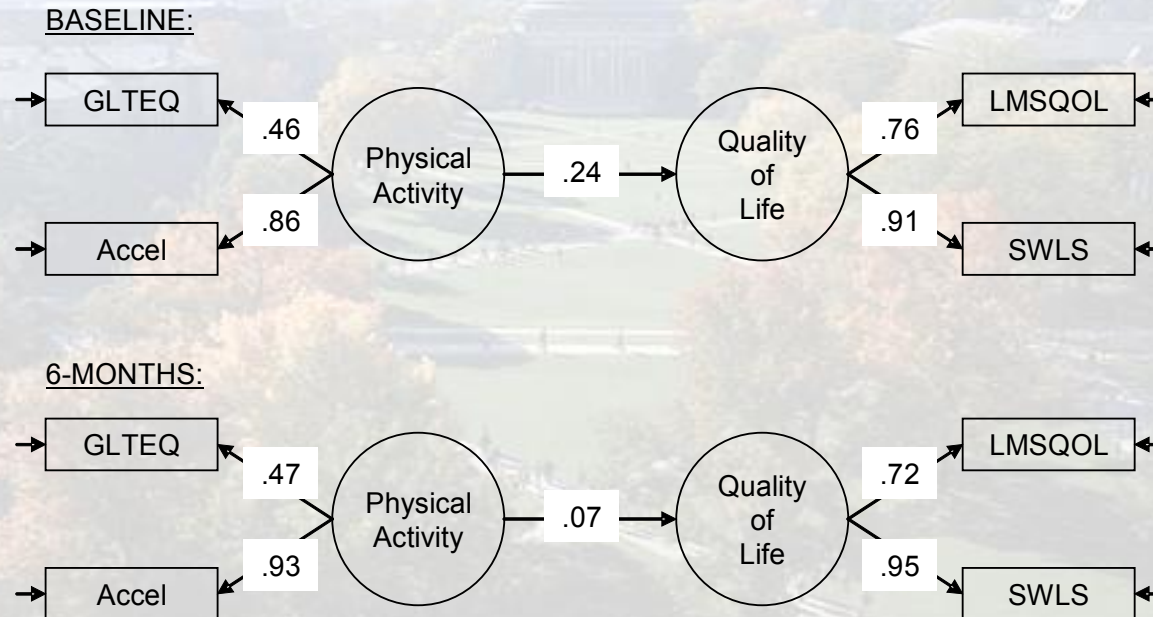 BASELINE:
GLTEQ
LMSQOL
.46
.76
Physical
Activity
.24
Quality
of
Life
.86
.91
Accel
SWLS
6-MONTHS:
GLTEQ
LMSQOL
.47
.72
Physical
Activity
.07
Quality
of
Life
.93
.95
Accel
SWLS